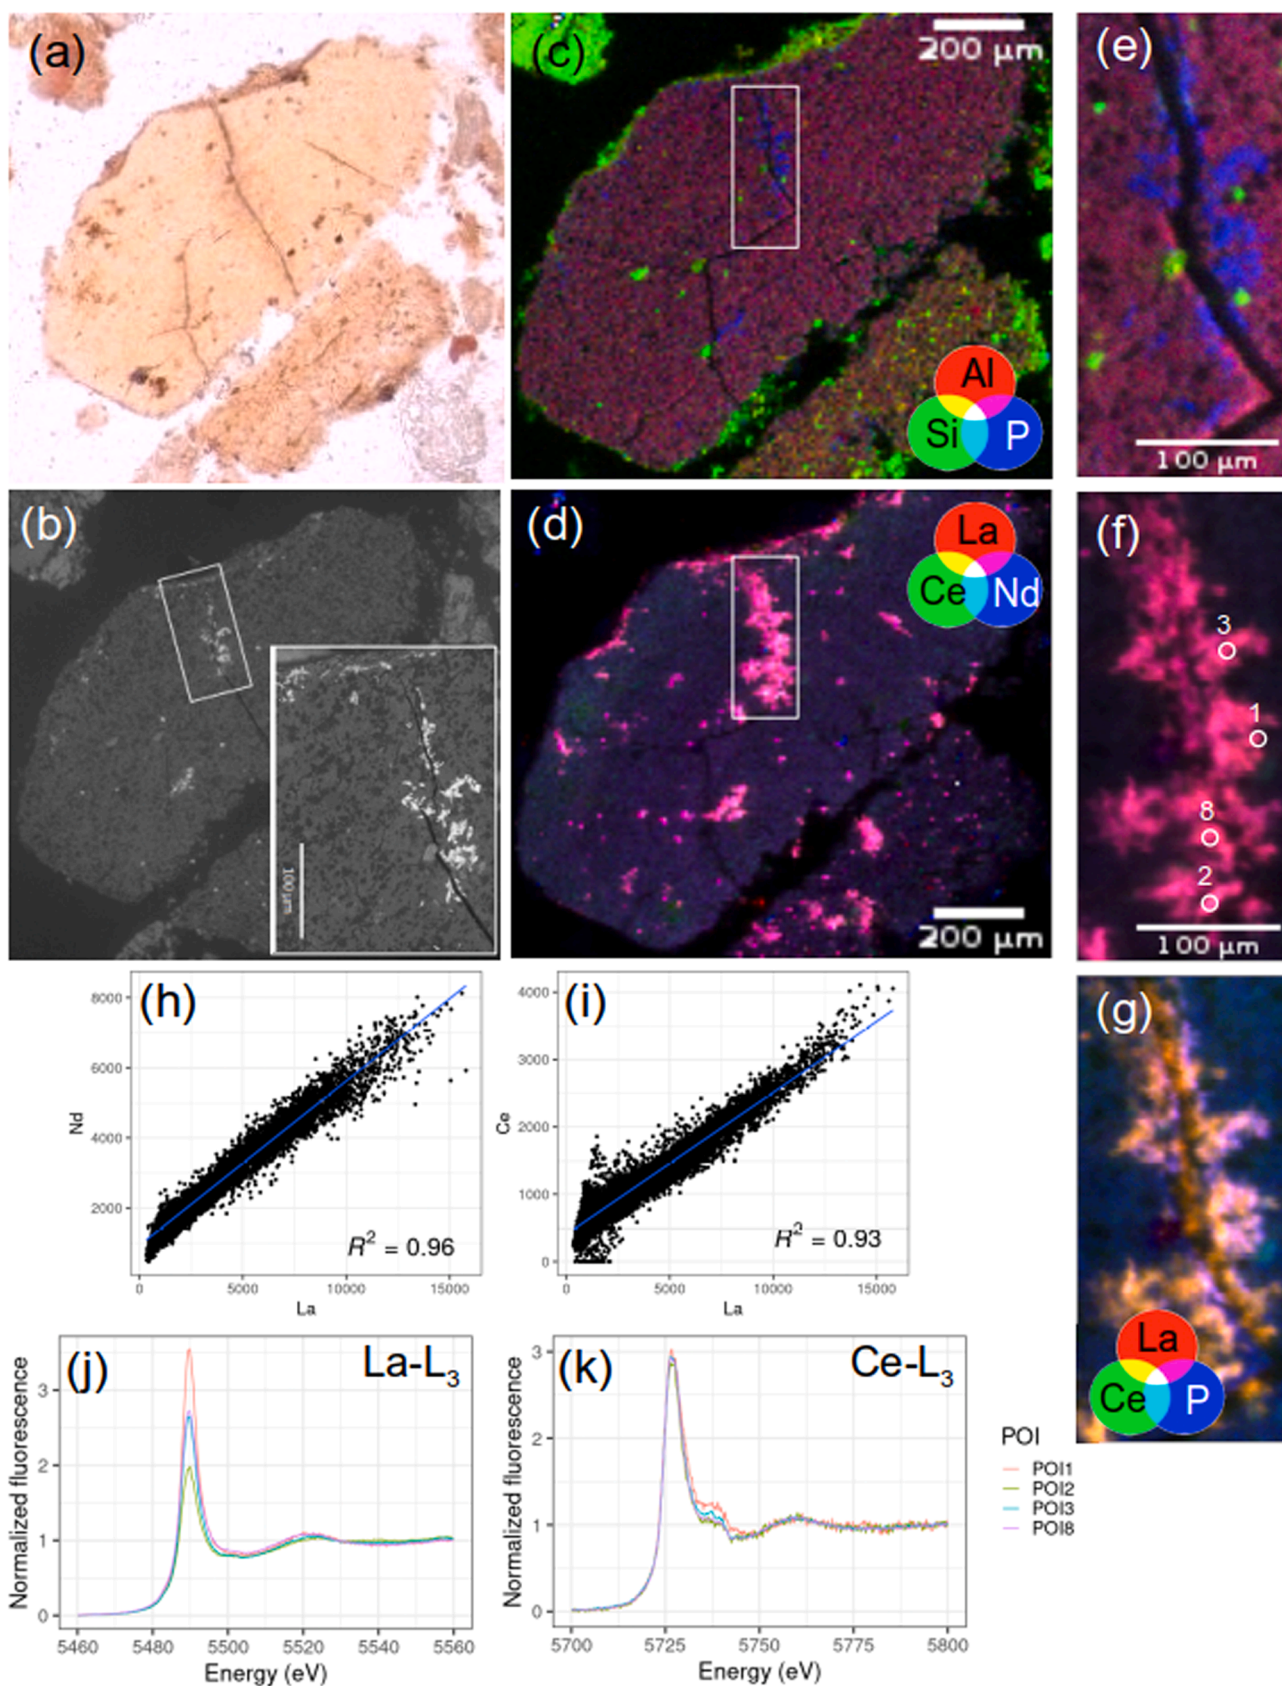 (a)
(c)
200 µm
Al
Si
P
(e)
100 µm
(b)
100 µm
(d)
La
Ce
Nd
200 µm
(f)
3
1
8
2
100 µm
(h)
Nd
8000
6000
4000
2000
R² = 0.96
0
5000
10000
15000
La
(i)
Ce
4000
3000
2000
1000
0
R² = 0.93
0
5000
10000
15000
La
(g)
La
Ce
P
(j)
La-L₃
Normalized fluorescence
3
2
1
0
5460
5480
5500
5520
5540
5560
Energy (eV)
(k)
Ce-L₃
Normalized fluorescence
3
2
1
0
5700
5725
5750
5775
5800
Energy (eV)
POI
POI1
POI2
POI3
POI8